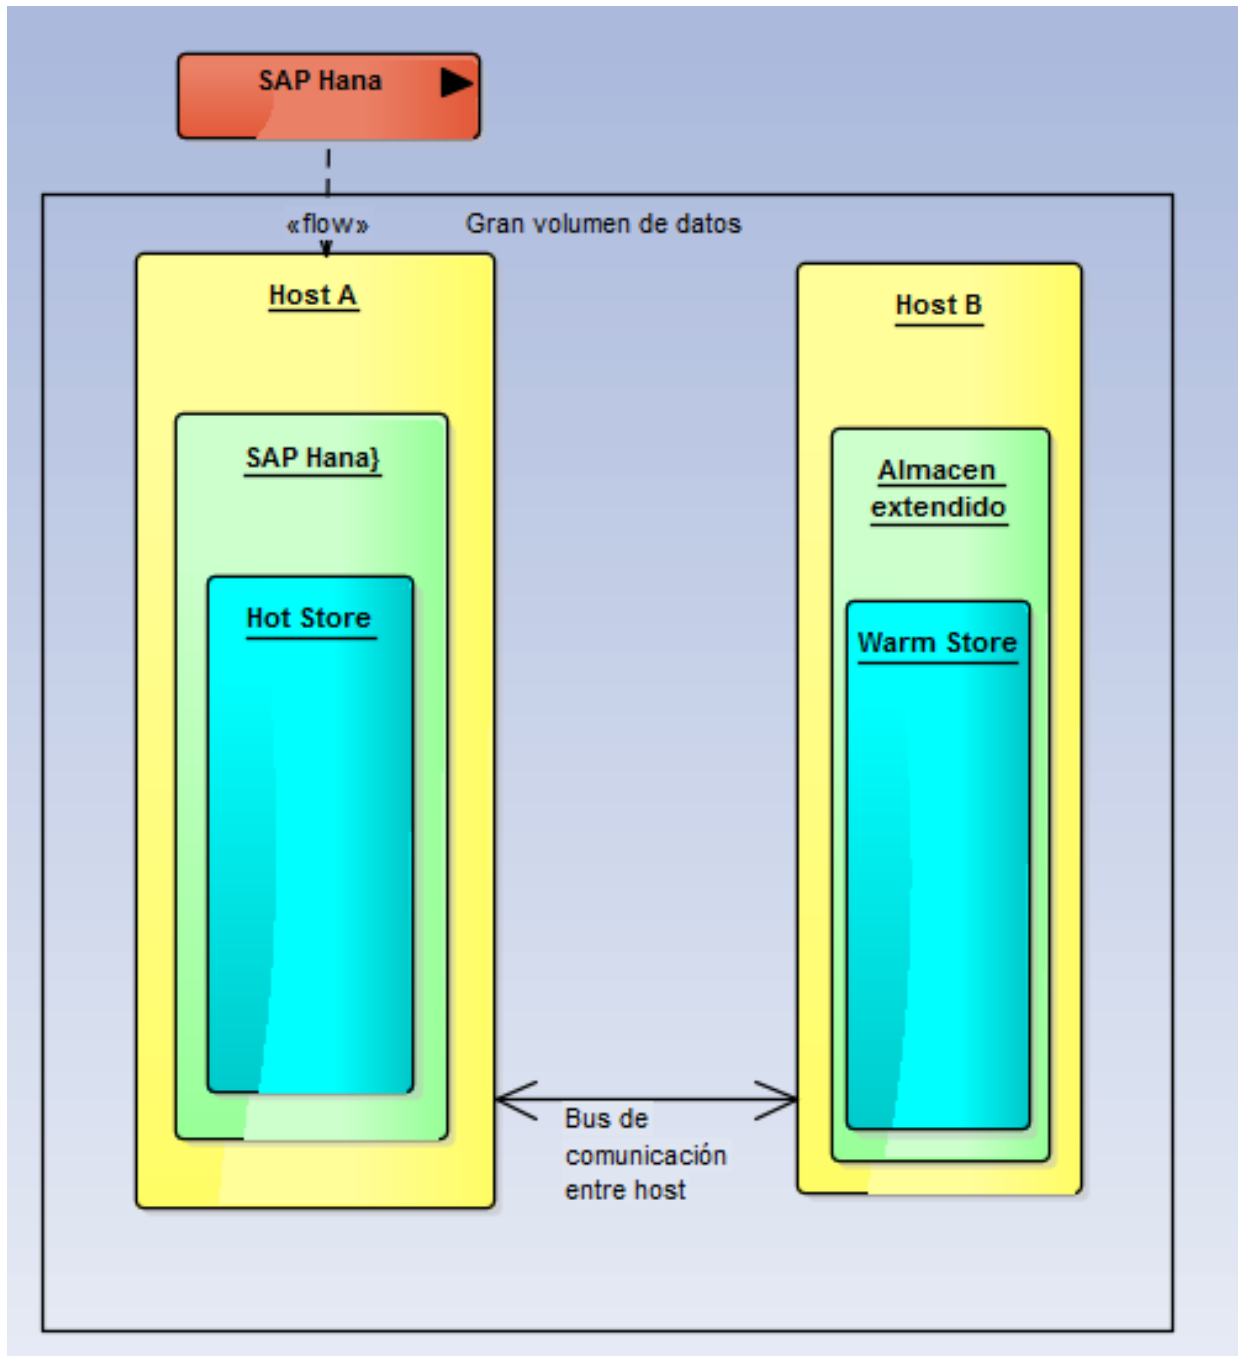 SAP Hana
«flow»
Gran volumen de datos
Host A
Host B
SAP Hana}
Almacen
extendido
Hot Store
Warm Store
Bus de
comunicación
entre host